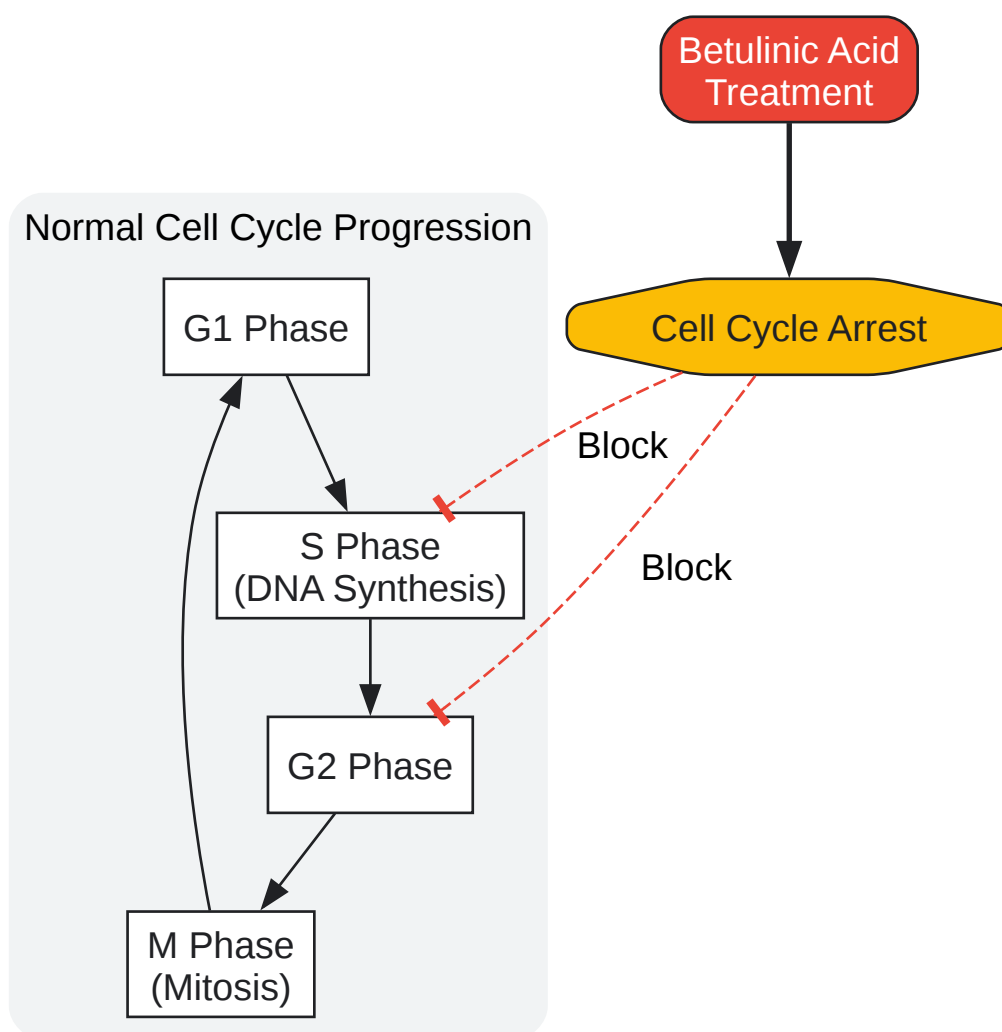 Betulinic Acid
Treatment
Normal Cell Cycle Progression
G1 Phase
Cell Cycle Arrest
Block
S Phase
(DNA Synthesis)
Block
G2 Phase
M Phase
(Mitosis)